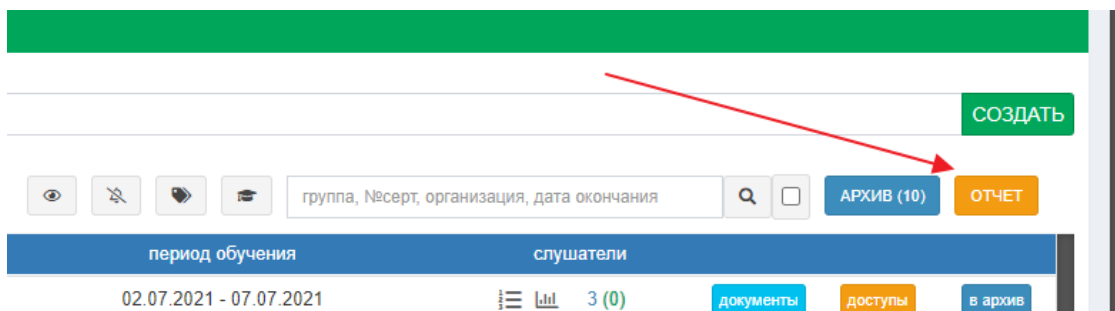 СОЗДАТЬ
группа, №серт, организация, дата окончания АРХИВ (10) ОТЧЕТ
период обучения слушатели
02.07.2021 - 07.07.2021 3 (0) документы доступы в архив